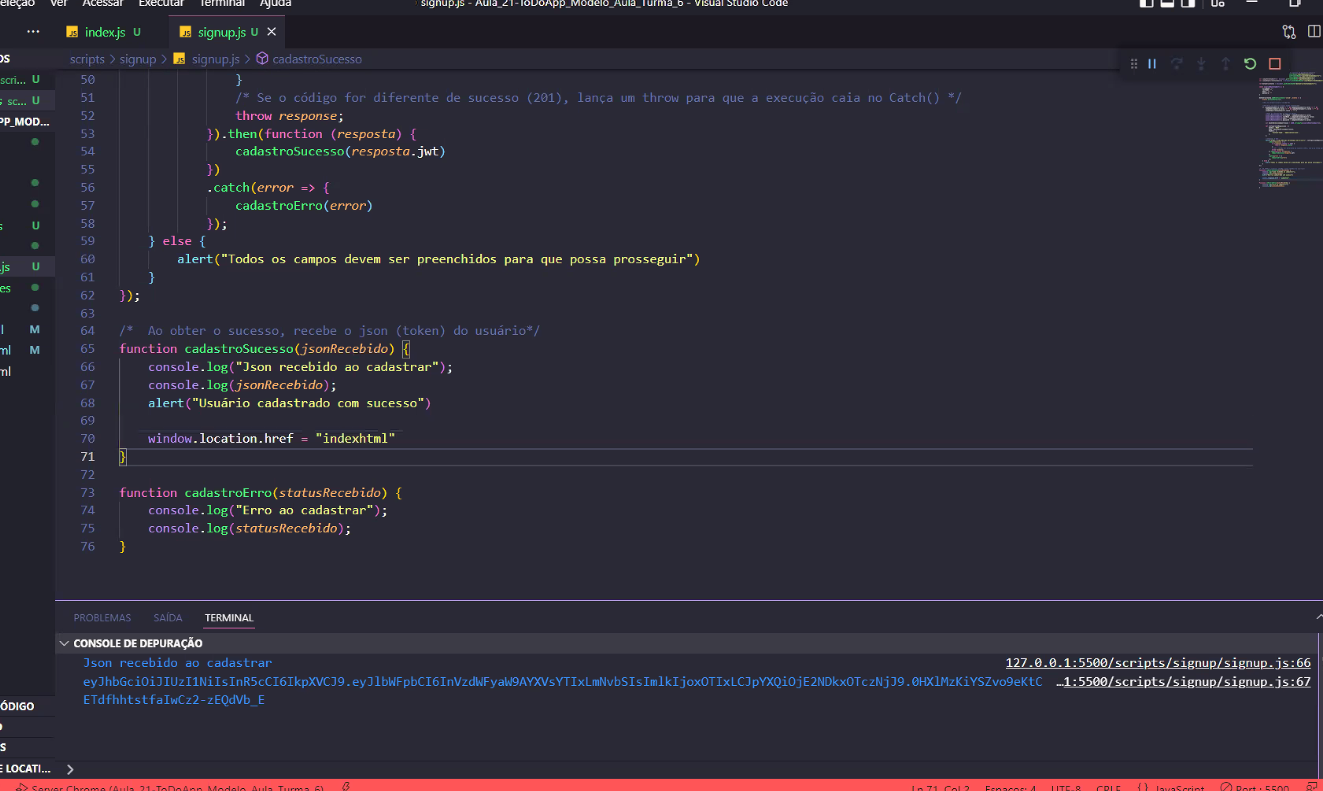 eleção Ver Acessar Executar Terminal Ajuda signup.js - Aula_21-ToDoApp_Modelo_Aula_Turma_6 - Visual Studio Code
··· JS index.js U JS signup.js U
scripts > signup > JS signup.js > cadastroSucesso
OS
scri... U
s sc... U
PP_MOD...
s U
.js U
es
l M
ml M
ml
50 }
51 /* Se o código for diferente de sucesso (201), lança um throw para que a execução caia no Catch() */
52 throw response;
53 }).then(function (resposta) {
54 cadastroSucesso(resposta.jwt)
55 })
56 .catch(error => {
57 cadastroErro(error)
58 });
59 } else {
60 alert("Todos os campos devem ser preenchidos para que possa prosseguir")
61 }
62 });
63
64 /*  Ao obter o sucesso, recebe o json (token) do usuário*/
65 function cadastroSucesso(jsonRecebido) {
66 console.log("Json recebido ao cadastrar");
67 console.log(jsonRecebido);
68 alert("Usuário cadastrado com sucesso")
69
70 window.location.href = "indexhtml"
71 }
72
73 function cadastroErro(statusRecebido) {
74 console.log("Erro ao cadastrar");
75 console.log(statusRecebido);
76 }
PROBLEMAS SAÍDA TERMINAL
CONSOLE DE DEPURAÇÃO
Json recebido ao cadastrar 127.0.0.1:5500/scripts/signup/signup.js:66
eyJhbGciOiJIUzI1NiIsInR5cCI6IkpXVCJ9.eyJlbWFpbCI6InVzdWFyaW9AYXVsYTIxLmNvbSIsImlkIjoxOTIxLCJpYXQiOjE2NDkxOTczNjJ9.0HXlMzKiYSZvo9eKtC …1:5500/scripts/signup/signup.js:67
ETdfhhtstfaIwCz2-zEQdVb_E
ÓDIGO
O
S
E LOCATI...
Server Chrome (Aula_21-ToDoApp_Modelo_Aula_Turma_6) Ln 71, Col 2 Espaços: 4 UTF-8 CRLF { } JavaScript Port : 5500